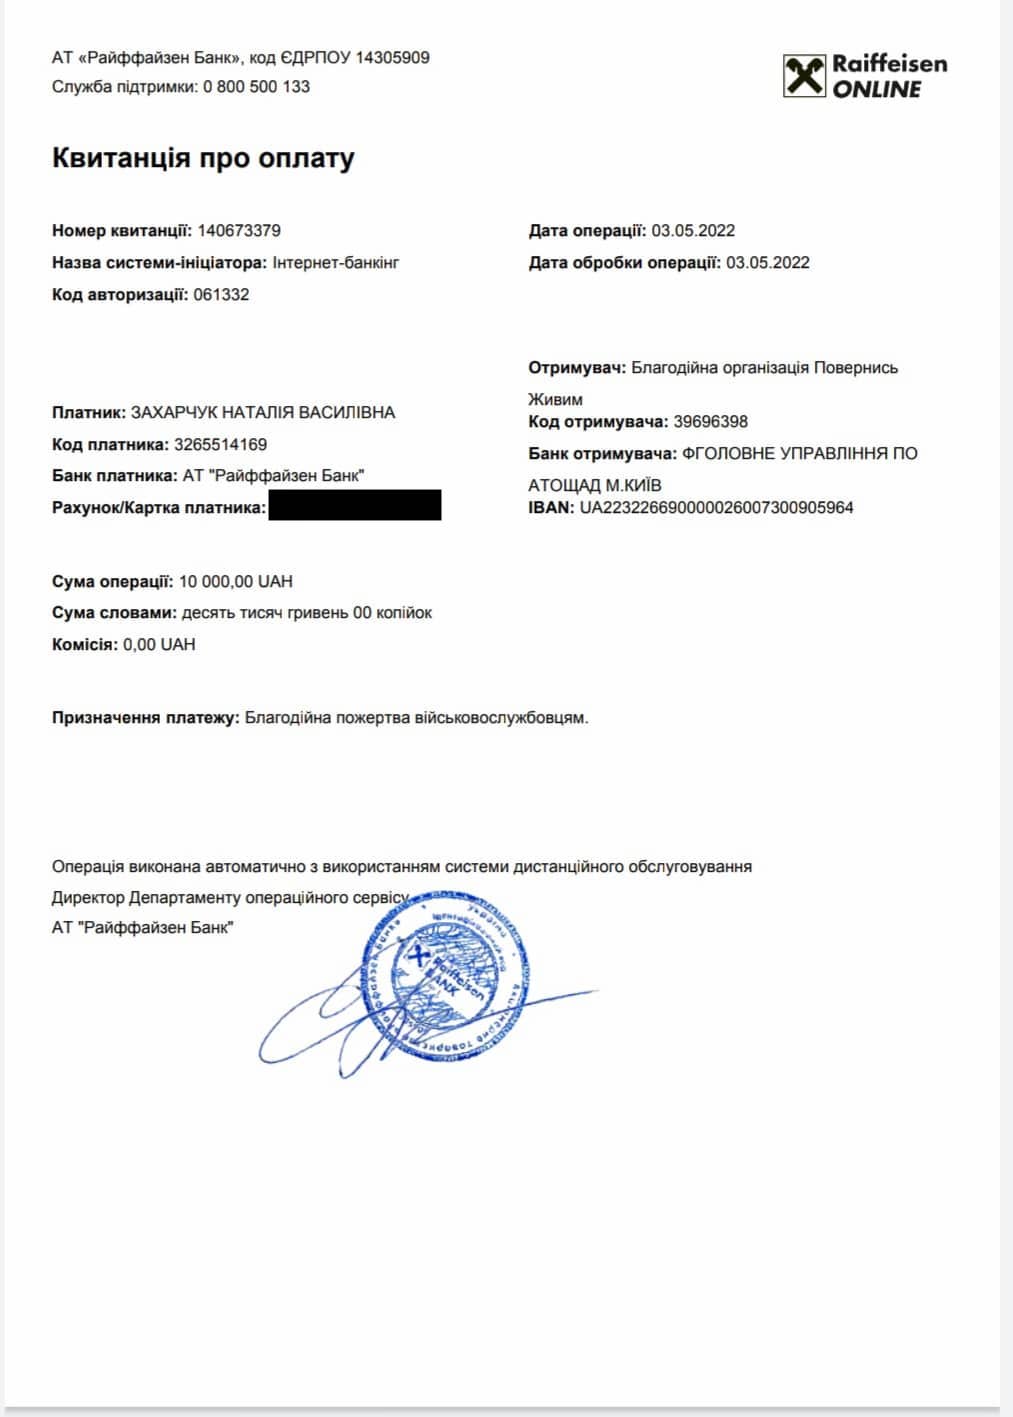 АТ «Райффайзен Банк», код ЄДРПОУ 14305909
Служба підтримки: 0 800 500 133
Raiffeisen
ONLINE
Квитанція про оплату
Номер квитанції: 140673379
Назва системи-ініціатора: Інтернет-банкінг
Код авторизації: 061332
Дата операції: 03.05.2022
Дата обробки операції: 03.05.2022
Платник: ЗАХАРЧУК НАТАЛІЯ ВАСИЛІВНА
Код платника: 3265514169
Банк платника: АТ "Райффайзен Банк"
Рахунок/Картка платника:
Отримувач: Благодійна організація Повернись
Живим
Код отримувача: 39696398
Банк отримувача: ФГОЛОВНЕ УПРАВЛІННЯ ПО
АТОЩАД М.КИЇВ
IBAN: UA223226690000026007300905964
Сума операції: 10 000,00 UAH
Сума словами: десять тисяч гривень 00 копійок
Комісія: 0,00 UAH
Призначення платежу: Благодійна пожертва військовослужбовцям.
Операція виконана автоматично з використанням системи дистанційного обслуговування
Директор Департаменту операційного сервісу
АТ "Райффайзен Банк"
Україна
Raiffeisen
BANK